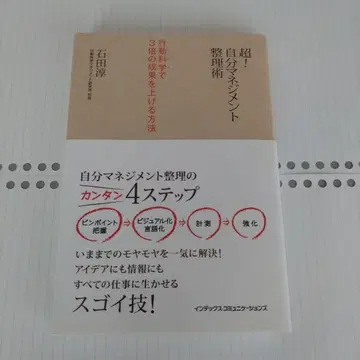 超!
自分マネジメント
整理術
行動科学で
3倍の成果を上げる方法
石田淳
自分マネジメント整理の
カンタン4ステップ
ピンポイント
把握
⇒
ビジュアル化
言語化
⇒
計測
⇒
強化
いままでのモヤモヤを一気に解決!
アイデアにも情報にも
すべての仕事に生かせる
スゴイ技!
インデックス・コミュニケーションズ